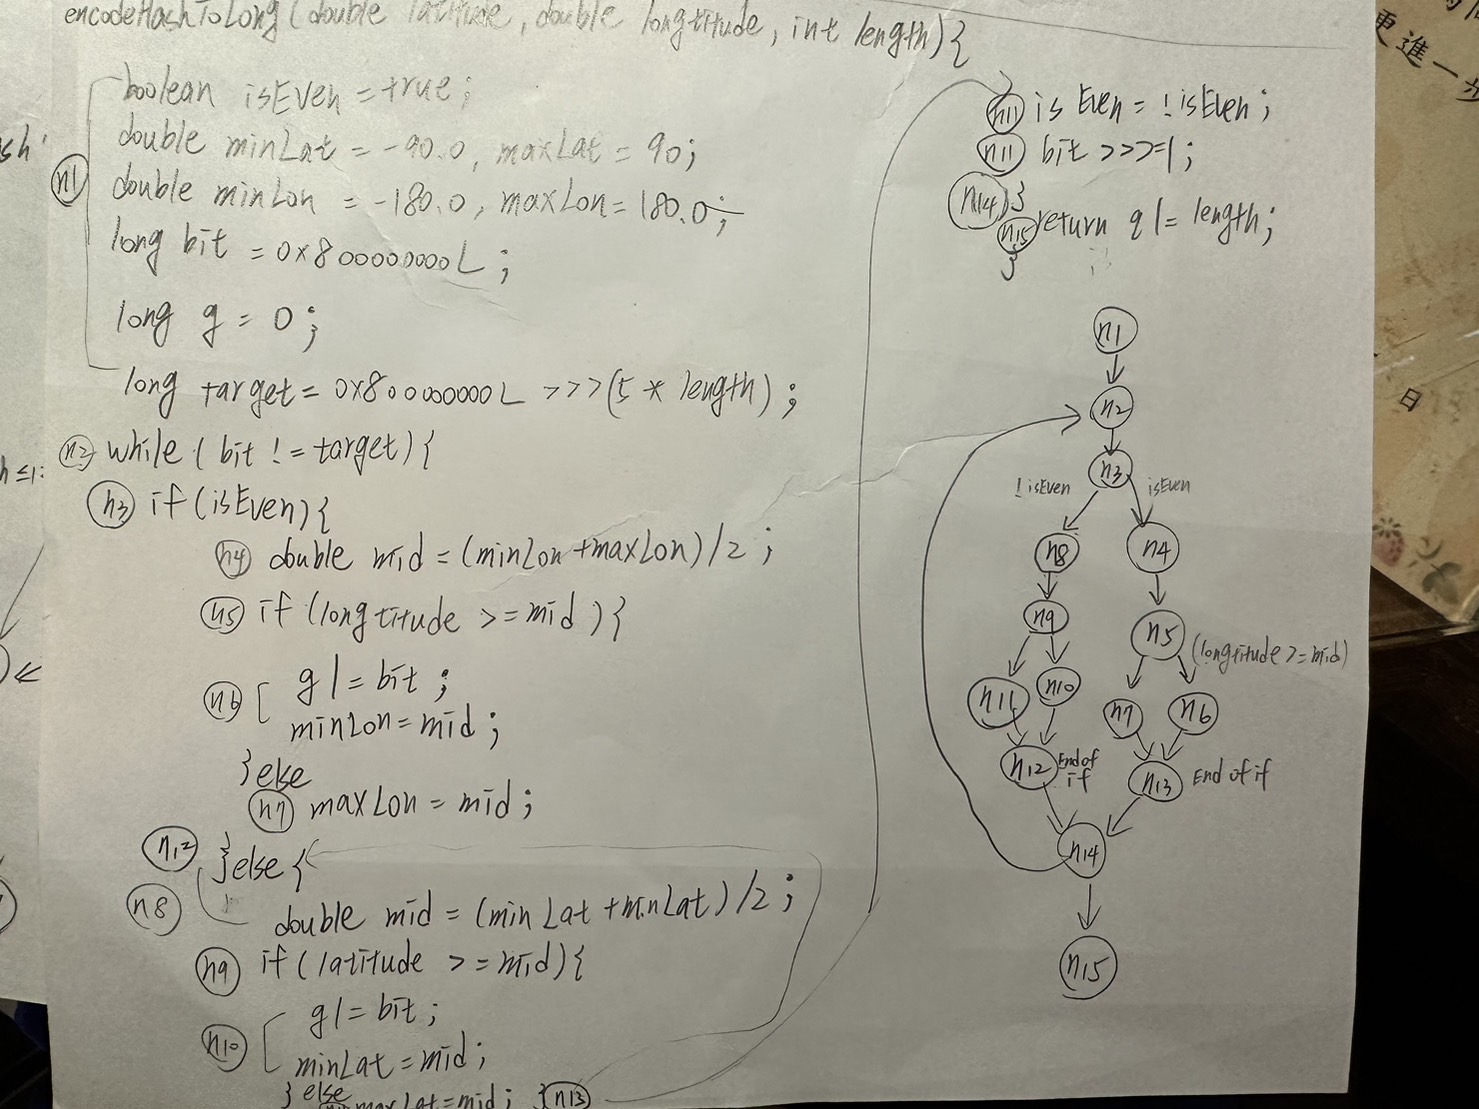 encodeHashToLong(double latitude, double longtitude, int length){
boolean isEven = true;
double minLat = -90.0, maxLat = 90;
n1
double minLon = -180.0, maxLon = 180.0;
long bit = 0x800000000L;
long g = 0;
long target = 0x800000000L >>>(5 * length);
n2 while( bit != target){
n3 if(isEven){
n4 double mid = (minLon+maxLon)/2;
n5 if(longtitude >= mid){
n6
g|= bit;
minLon=mid;
}else
n7 maxLon = mid;
n12 }else{
n8 double mid = (minLat+minLat)/2;
n9 if(latitude >= mid){
n10
g|= bit;
minLat=mid;
}else
maxLat=mid; }n13
n11 isEven = !isEven;
n11 bit >>>=1;
n14 }
n15 return g|= length;
}
n1
n2
n3
!isEven isEven
n8 n4
n9 n5 (longtitude >= mid)
n11 n10 n7 n6
n12 End of if n13 End of if
n14
n15
更進一步
日